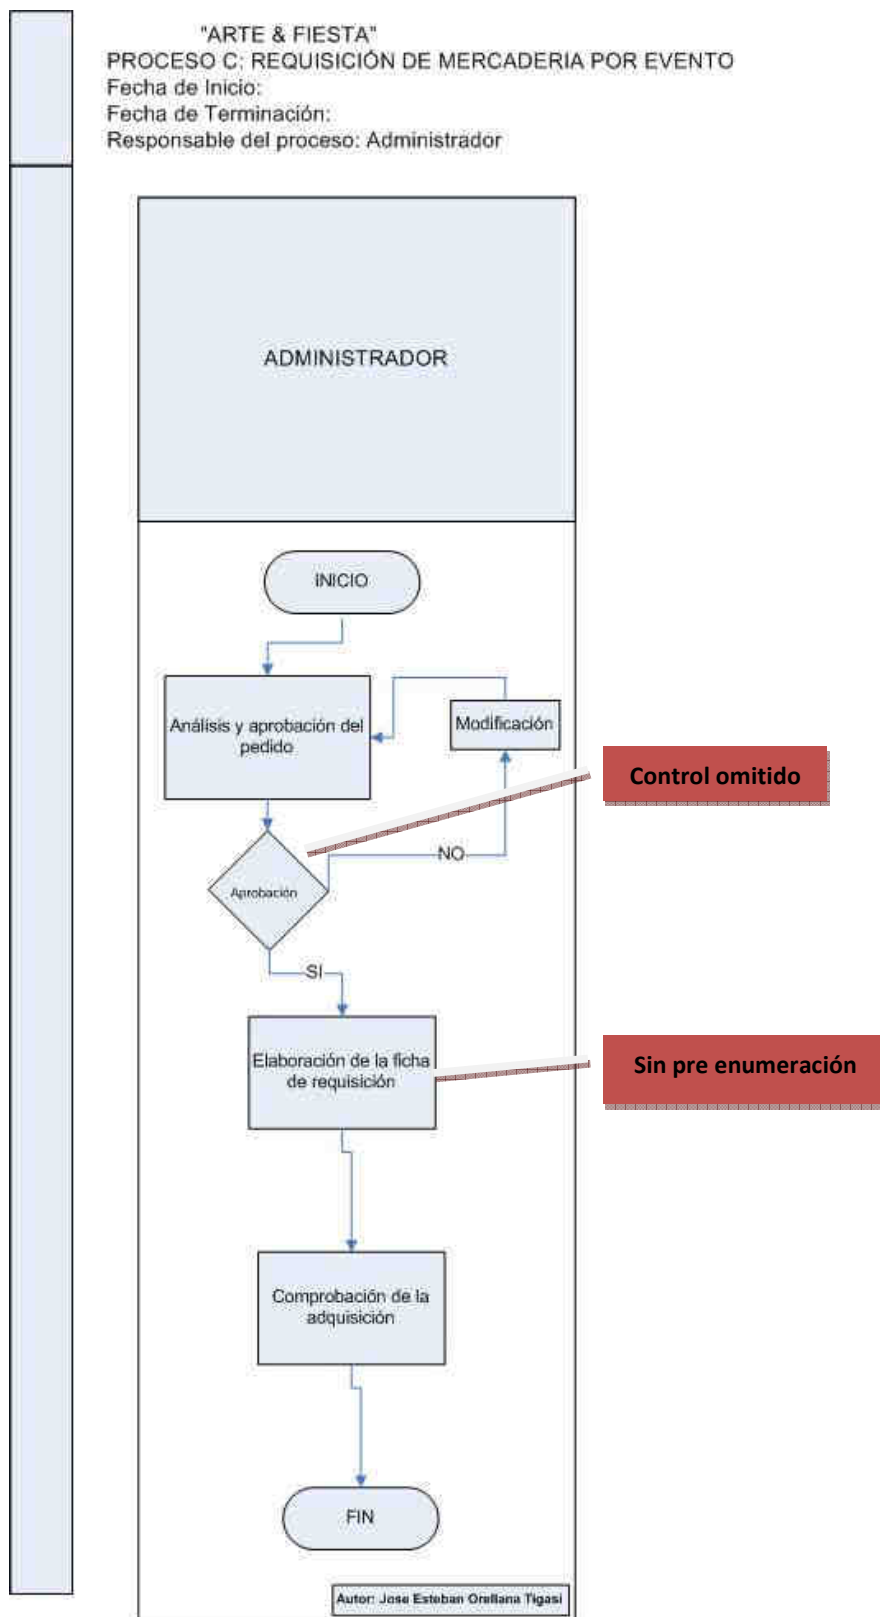 "ARTE & FIESTA"
PROCESO C: REQUISICIÓN DE MERCADERIA POR EVENTO
Fecha de Inicio:
Fecha de Terminación:
Responsable del proceso: Administrador
ADMINISTRADOR
INICIO
Análisis y aprobación del
pedido
Modificación
Control omitido
NO
Aprobación
SI
Elaboración de la ficha
de requisición
Sin pre enumeración
Comprobación de la
adquisición
FIN
Autor: Jose Esteban Orellana Tigasi